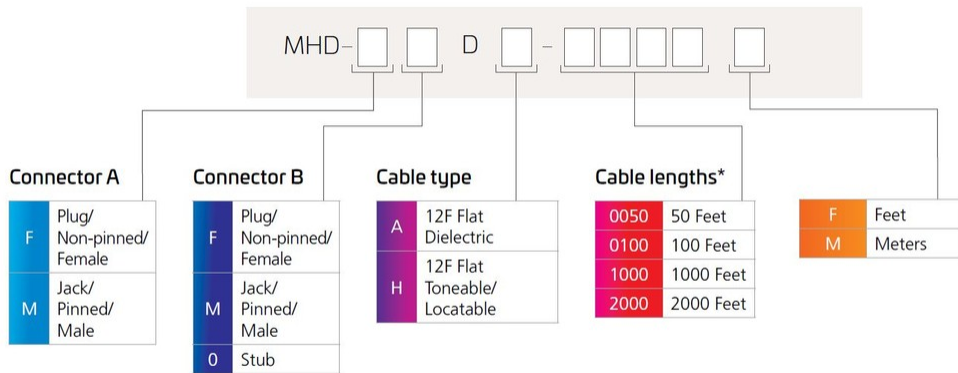 MHD- D -
Connector A
F
Plug/
Non-pinned/
Female
M
Jack/
Pinned/
Male
Connector B
F
Plug/
Non-pinned/
Female
M
Jack/
Pinned/
Male
0 Stub
Cable type
A
12F Flat
Dielectric
H
12F Flat
Toneable/
Locatable
Cable lengths*
0050 50 Feet
0100 100 Feet
1000 1000 Feet
2000 2000 Feet
F Feet
M Meters